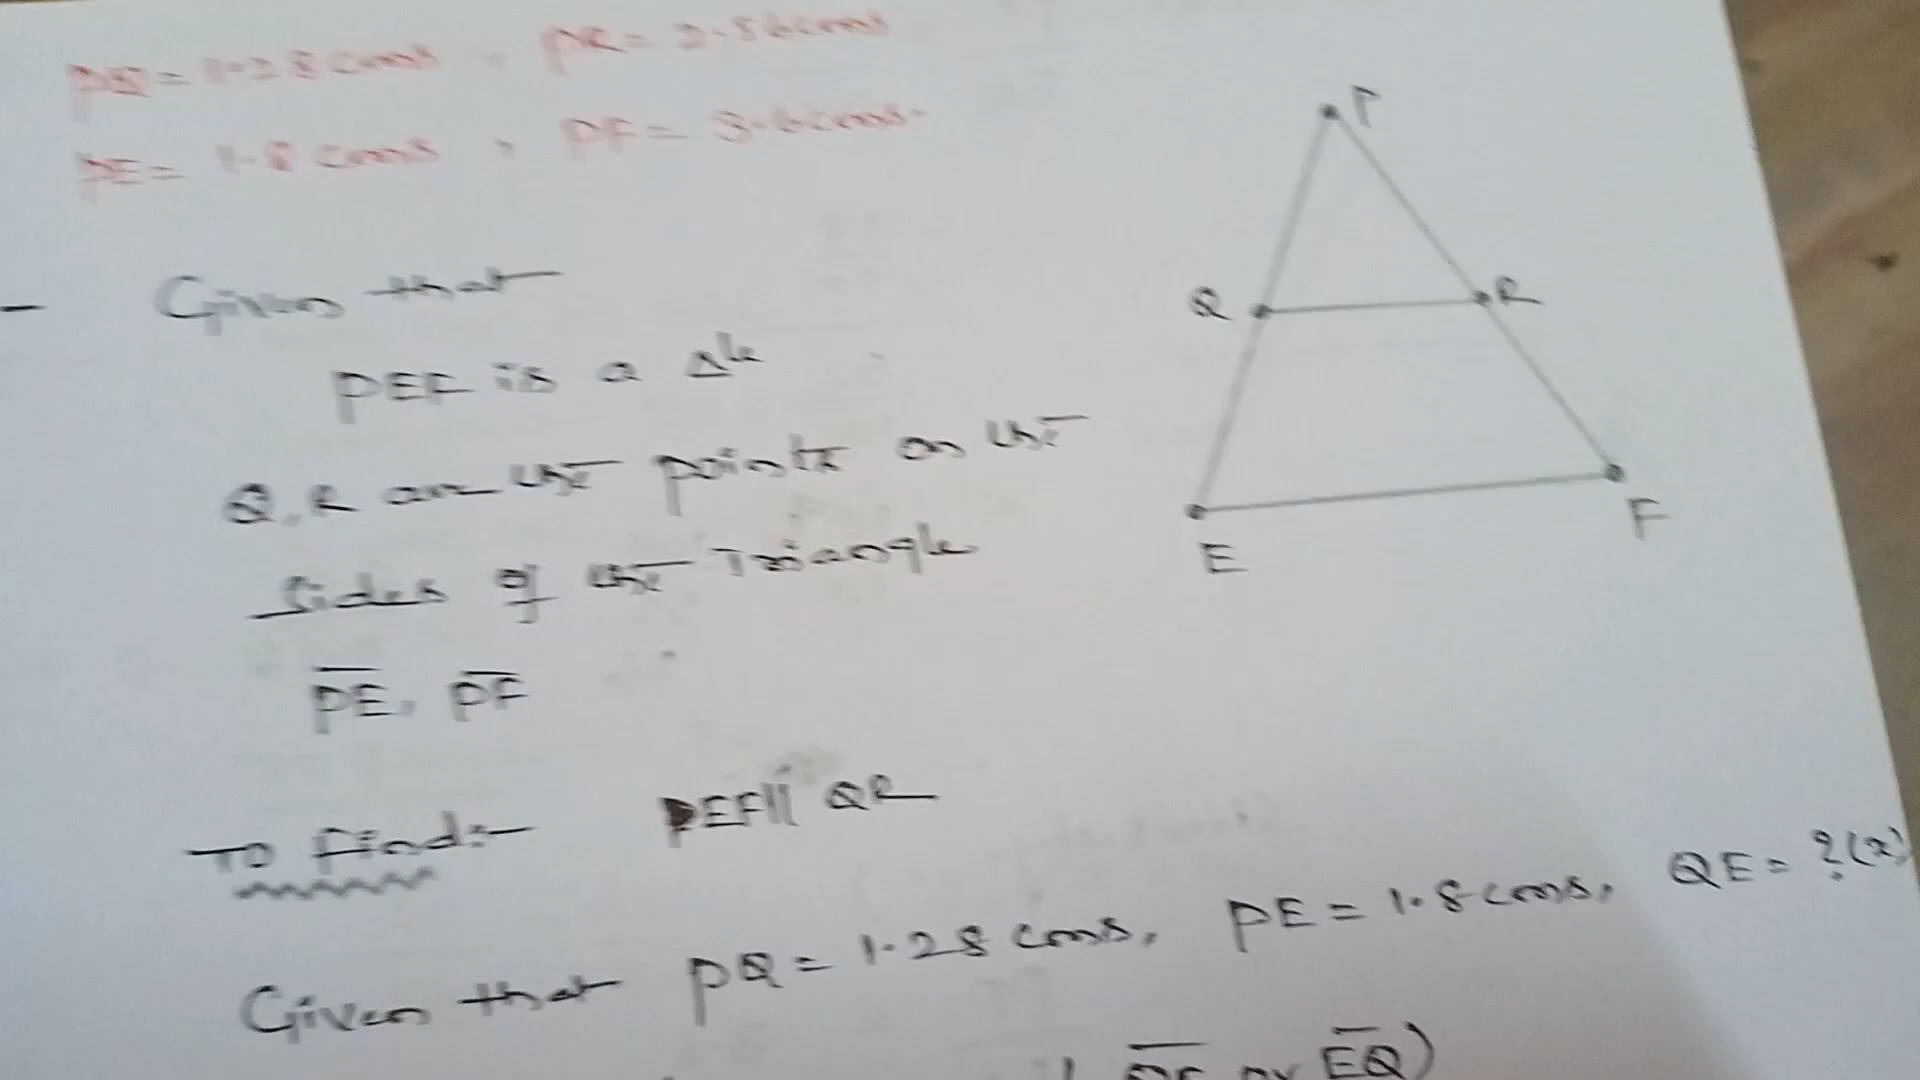 PQ = 1.28 cms, PR = 2.56 cms
PE = 1.8 cms, PF = 3.6 cms.
P
Q
R
E
F
Given that
PEF is a Δle
Q, R are the points on the
sides of the Triangle
PE, PF
To find:- EF || QR
Given that PQ = 1.28 cms, PE = 1.8 cms, QE = ? (x)
or EQ)